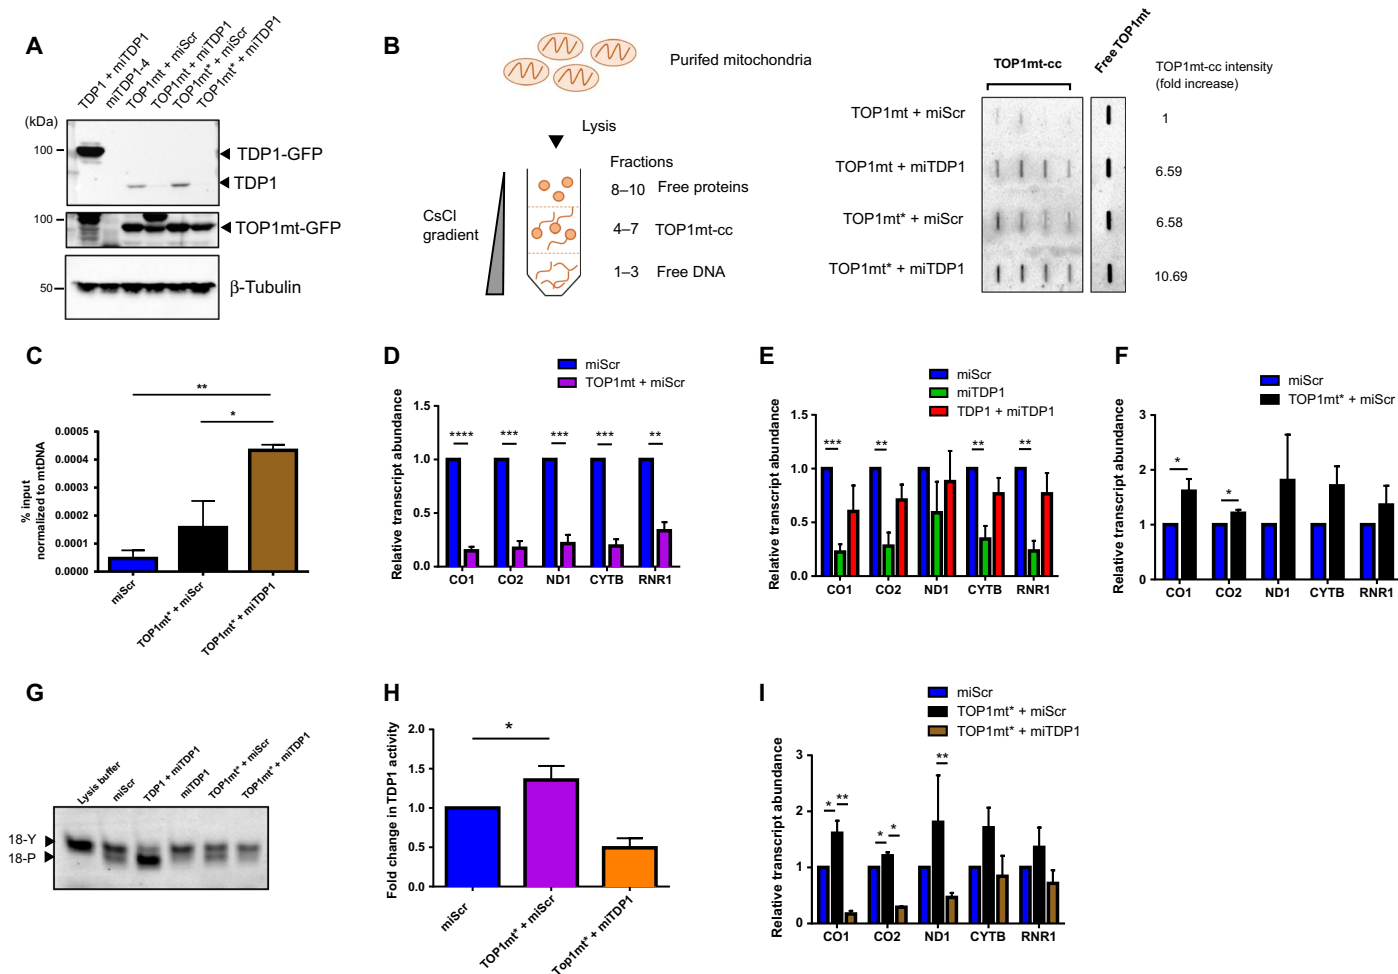 A
TDP1 + miTDP1
miTDP1-4
TOP1mt + miScr
TOP1mt + miTDP1
TOP1mt* + miScr
TOP1mt* + miTDP1
(kDa)
100
TDP1-GFP
TDP1
100
TOP1mt-GFP
50
β-Tubulin
B
Purifed mitochondria
Lysis
Fractions
8–10 Free proteins
CsCl
gradient
4–7 TOP1mt-cc
1–3 Free DNA
TOP1mt-cc
Free TOP1mt
TOP1mt-cc intensity
(fold increase)
TOP1mt + miScr
1
TOP1mt + miTDP1
6.59
TOP1mt* + miScr
6.58
TOP1mt* + miTDP1
10.69
C
**
*
% input
normalized to mtDNA
0.0005
0.0004
0.0003
0.0002
0.0001
0.0000
miScr
TOP1mt* + miScr
TOP1mt* + miTDP1
D
miScr
TOP1mt + miScr
Relative transcript abundance
1.5
1.0
0.5
0.0
**** *** *** *** **
CO1 CO2 ND1 CYTB RNR1
E
miScr
miTDP1
TDP1 + miTDP1
Relative transcript abundance
1.5
1.0
0.5
0.0
*** ** ** **
CO1 CO2 ND1 CYTB RNR1
F
miScr
TOP1mt* + miScr
Relative transcript abundance
3
2
1
0
* *
CO1 CO2 ND1 CYTB RNR1
G
Lysis buffer
miScr
TDP1 + miTDP1
miTDP1
TOP1mt* + miScr
TOP1mt* + miTDP1
18-Y
18-P
H
Fold change in TDP1 activity
2.0
1.5
1.0
0.5
0.0
*
miScr
TOP1mt* + miScr
Top1mt* + miTDP1
I
miScr
TOP1mt* + miScr
TOP1mt* + miTDP1
Relative transcript abundance
3
2
1
0
* ** * * **
CO1 CO2 ND1 CYTB RNR1